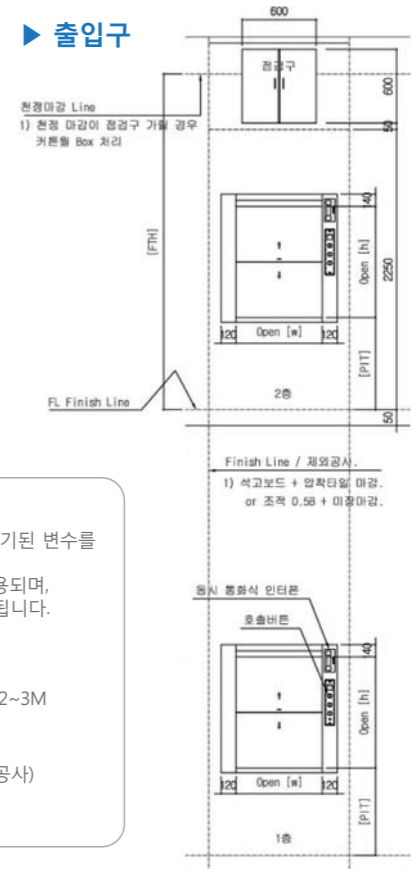 ▶ 출입구
600
점검구
천정마감 Line
1) 천정 마감이 점검구 가릴 경우
커튼월 Box 처리
600
50
[FTH]
140
Open [h]
2250
120
Open [w]
120
[PIT]
FL Finish Line
2층
50
Finish Line / 제외공사.
1) 석고보드 + 압착타일 마감.
or 조적 0.5B + 미장마감.
기된 변수를
용되며,
됩니다.
2~3M
공사)
동시 통화식 인터폰
호출버튼
140
Open [h]
120
Open [w]
120
[PIT]
1층